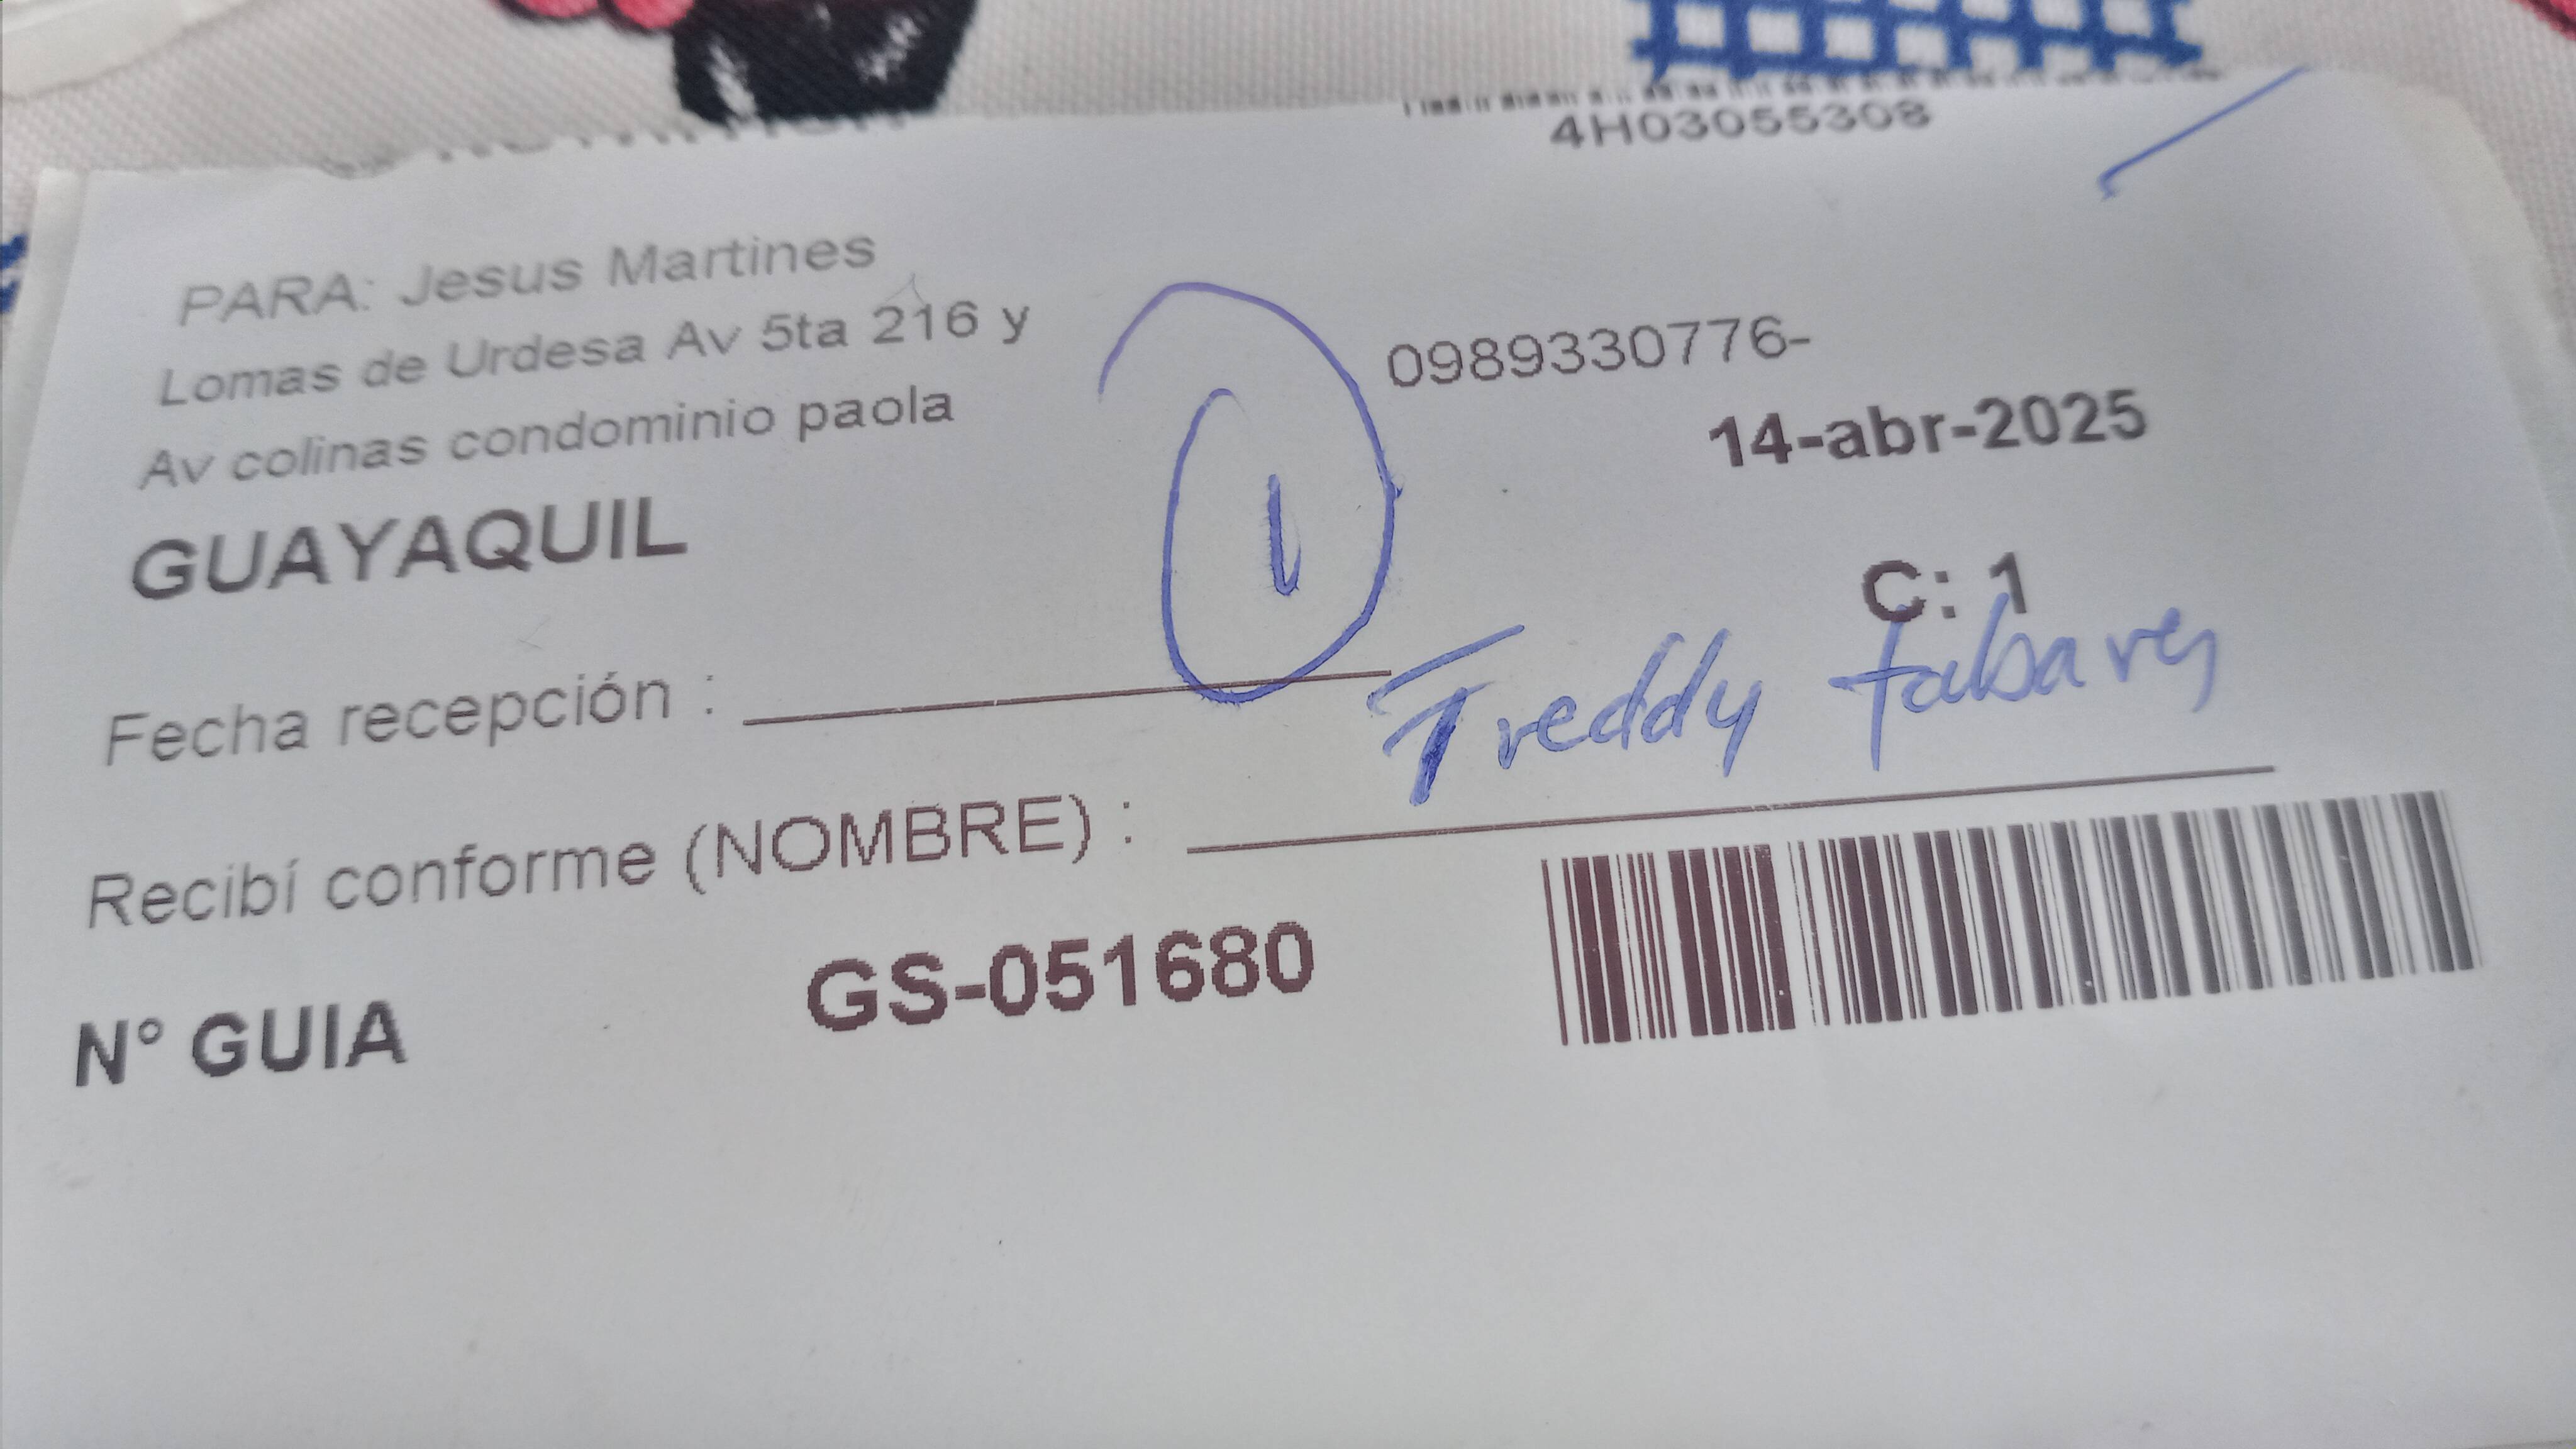 4H03055308
PARA: Jesus Martines
Lomas de Urdesa Av 5ta 216 y
Av colinas condominio paola
0989330776-
14-abr-2025
GUAYAQUIL
1
C: 1
Fecha recepción :
Freddy tabares
Recibí conforme (NOMBRE) :
N° GUIA GS-051680